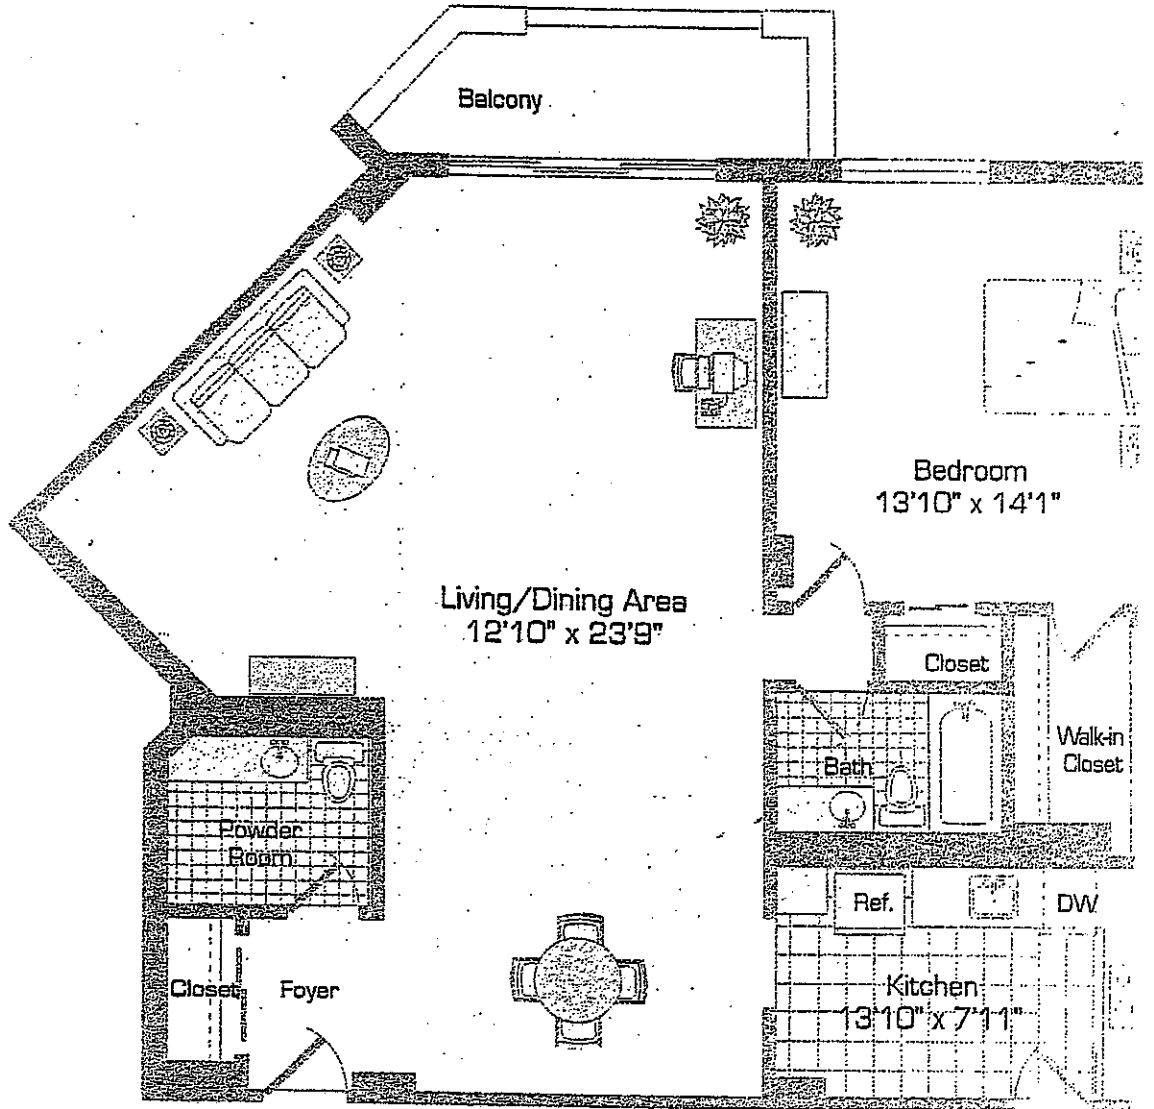 Balcony
Bedroom
13'10" x 14'1"
Living/Dining Area
12'10" x 23'9"
Closet
Walk-in
Closet
Bath
Powder
Room
Ref.
DW
Closet
Foyer
Kitchen
13'10" x 7'11"